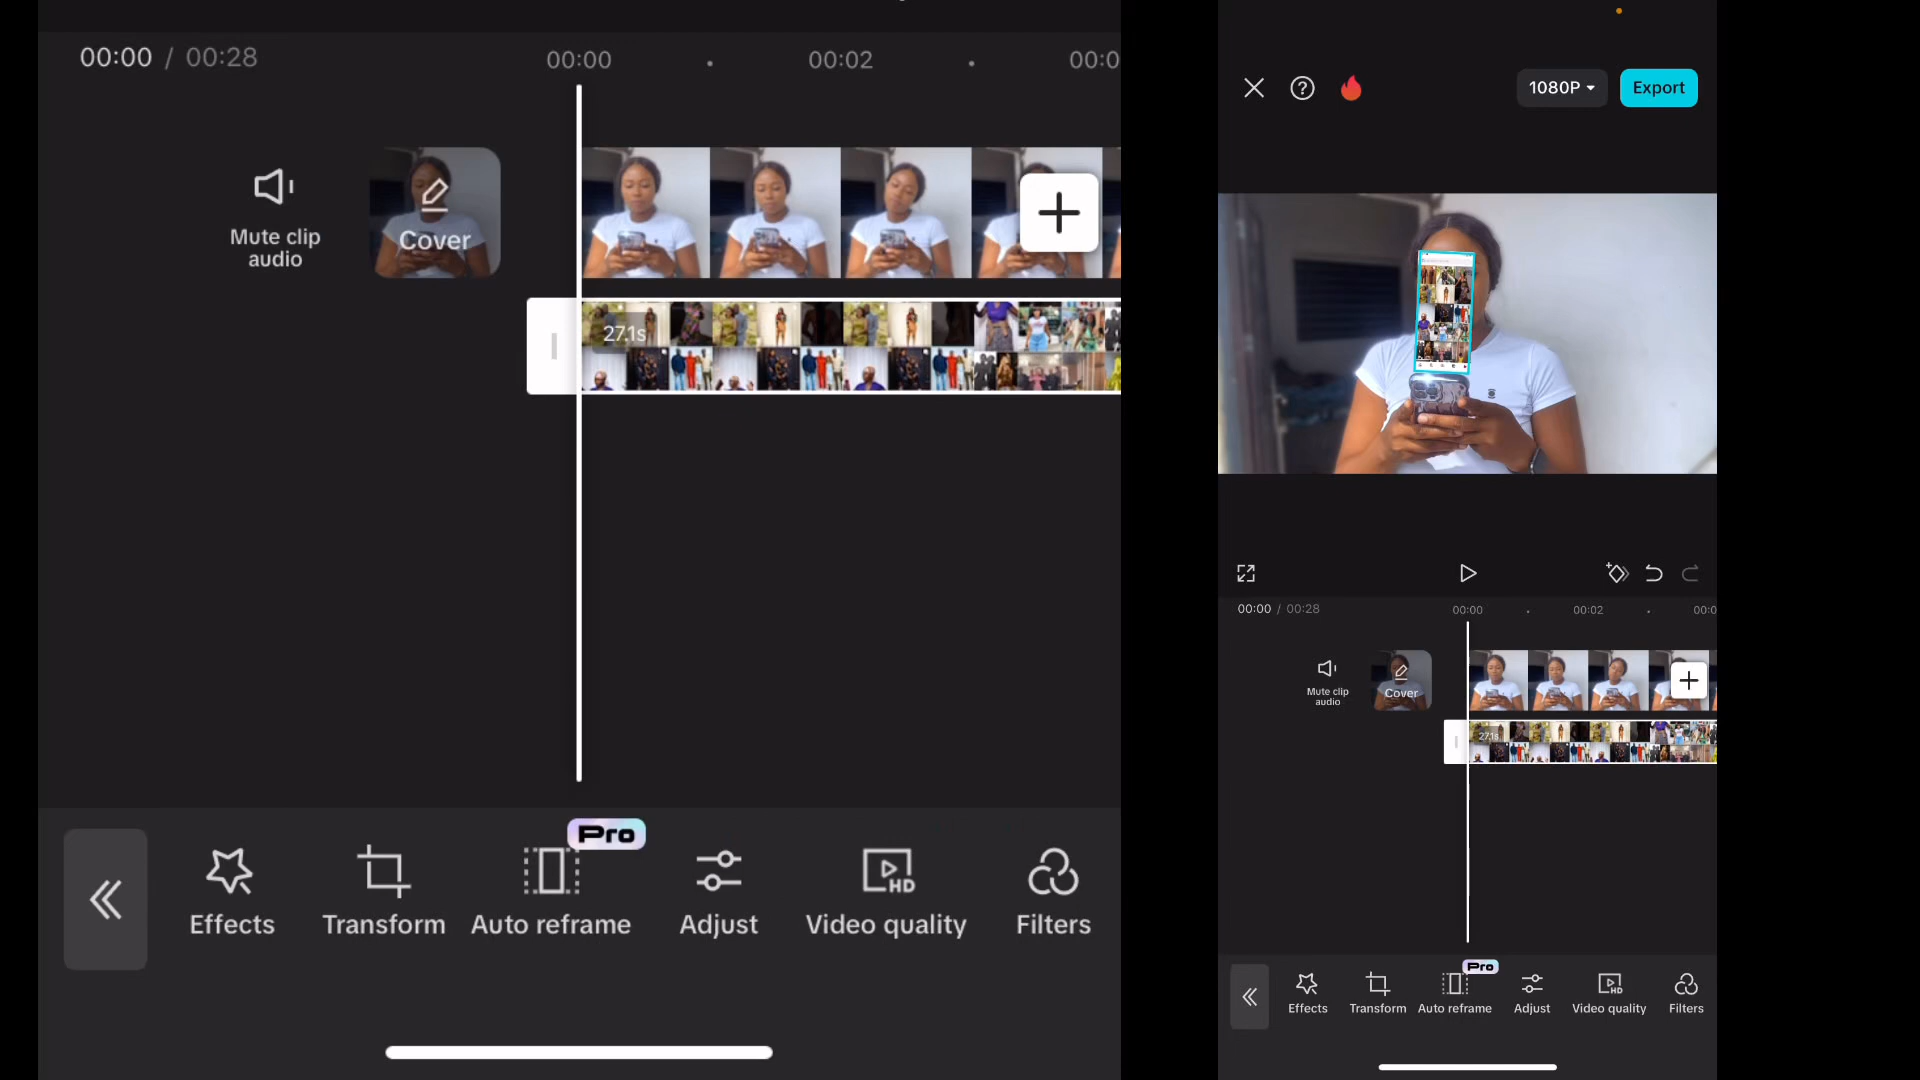 00:00 / 00:28
00:00
00:02
00:0
Mute clip
audio
Cover
27.1s
Pro
Effects
Transform
Auto reframe
Adjust
Video quality
Filters
HD
1080P
Export
00:00 / 00:28
00:00
00:02
00:0
Mute clip
audio
Cover
27.1s
Pro
Effects
Transform
Auto reframe
Adjust
Video quality
Filters
HD